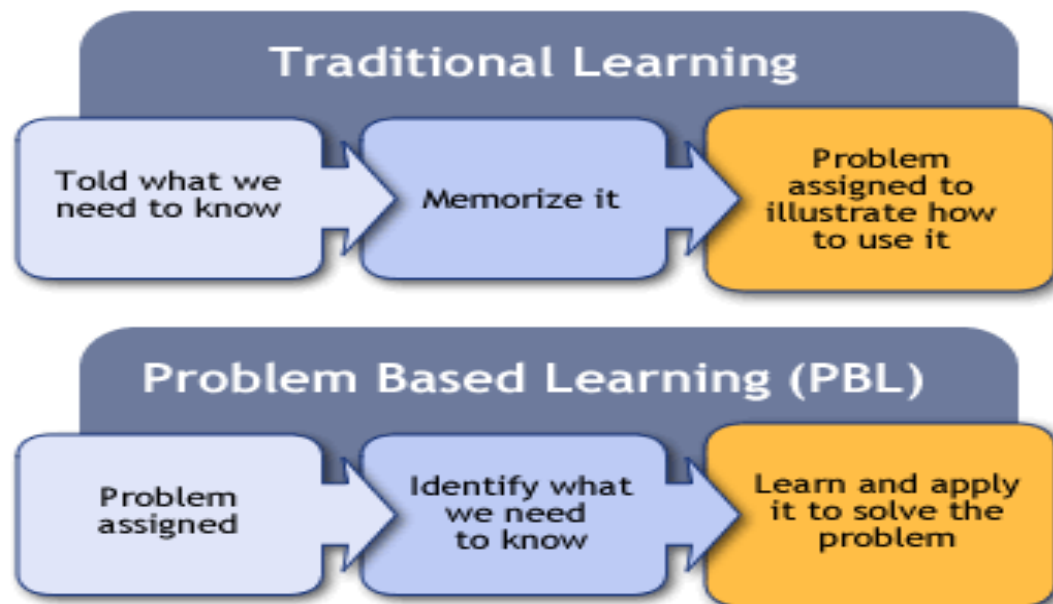 Traditional Learning
Told what we
need to know
Memorize it
Problem
assigned to
illustrate how
to use it
Problem Based Learning (PBL)
Problem
assigned
Identify what
we need
to know
Learn and apply
it to solve the
problem